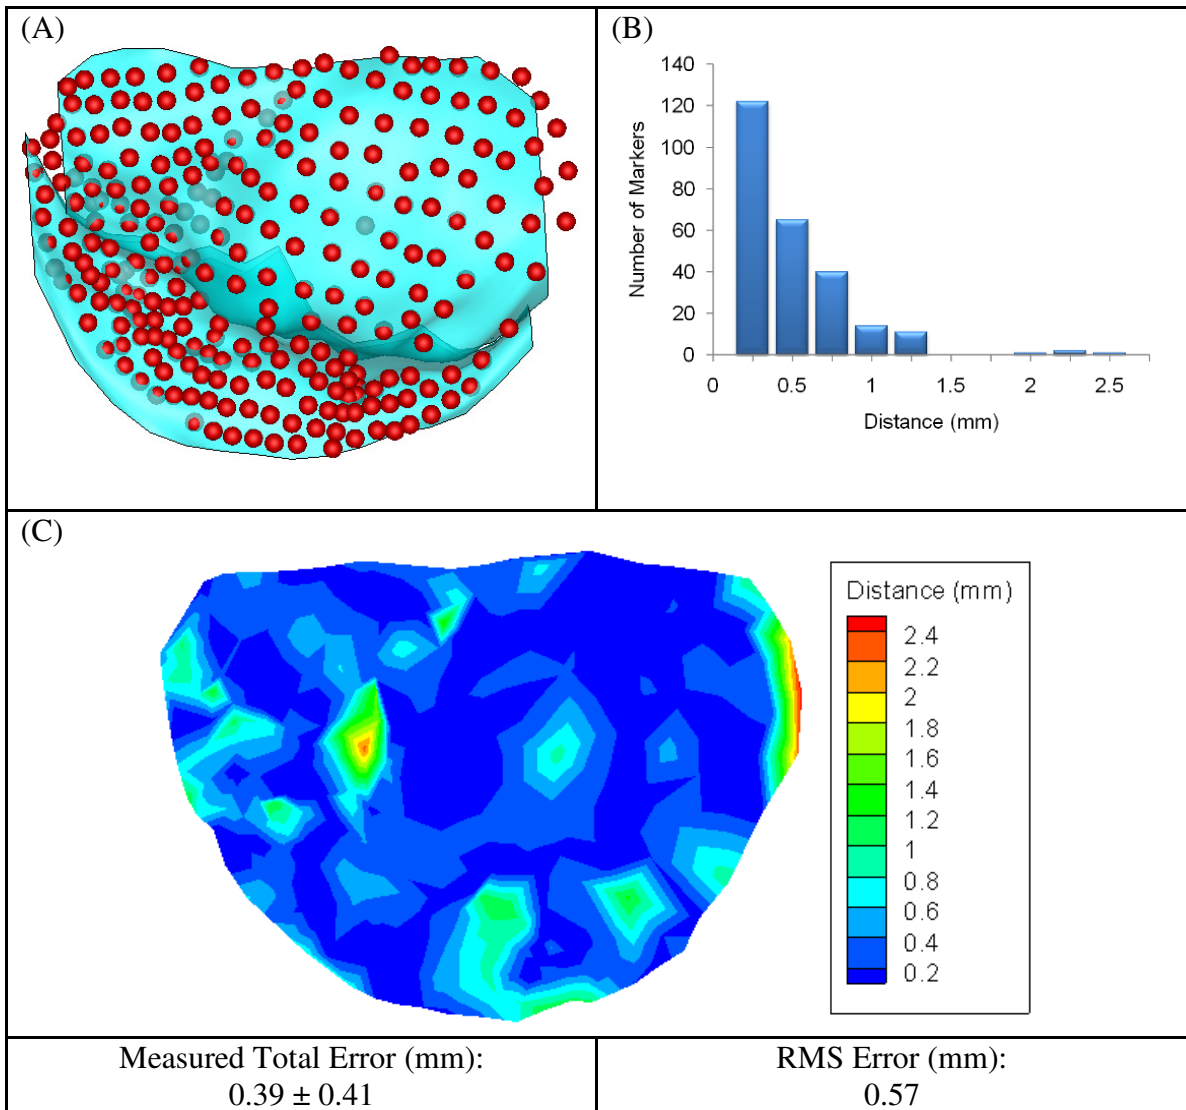 (A)
(B)
140
120
100
80
60
40
20
0
Number of Markers
0 0.5 1 1.5 2 2.5
Distance (mm)
(C)
Distance (mm)
2.4
2.2
2
1.8
1.6
1.4
1.2
1
0.8
0.6
0.4
0.2
Measured Total Error (mm):
0.39 ± 0.41
RMS Error (mm):
0.57